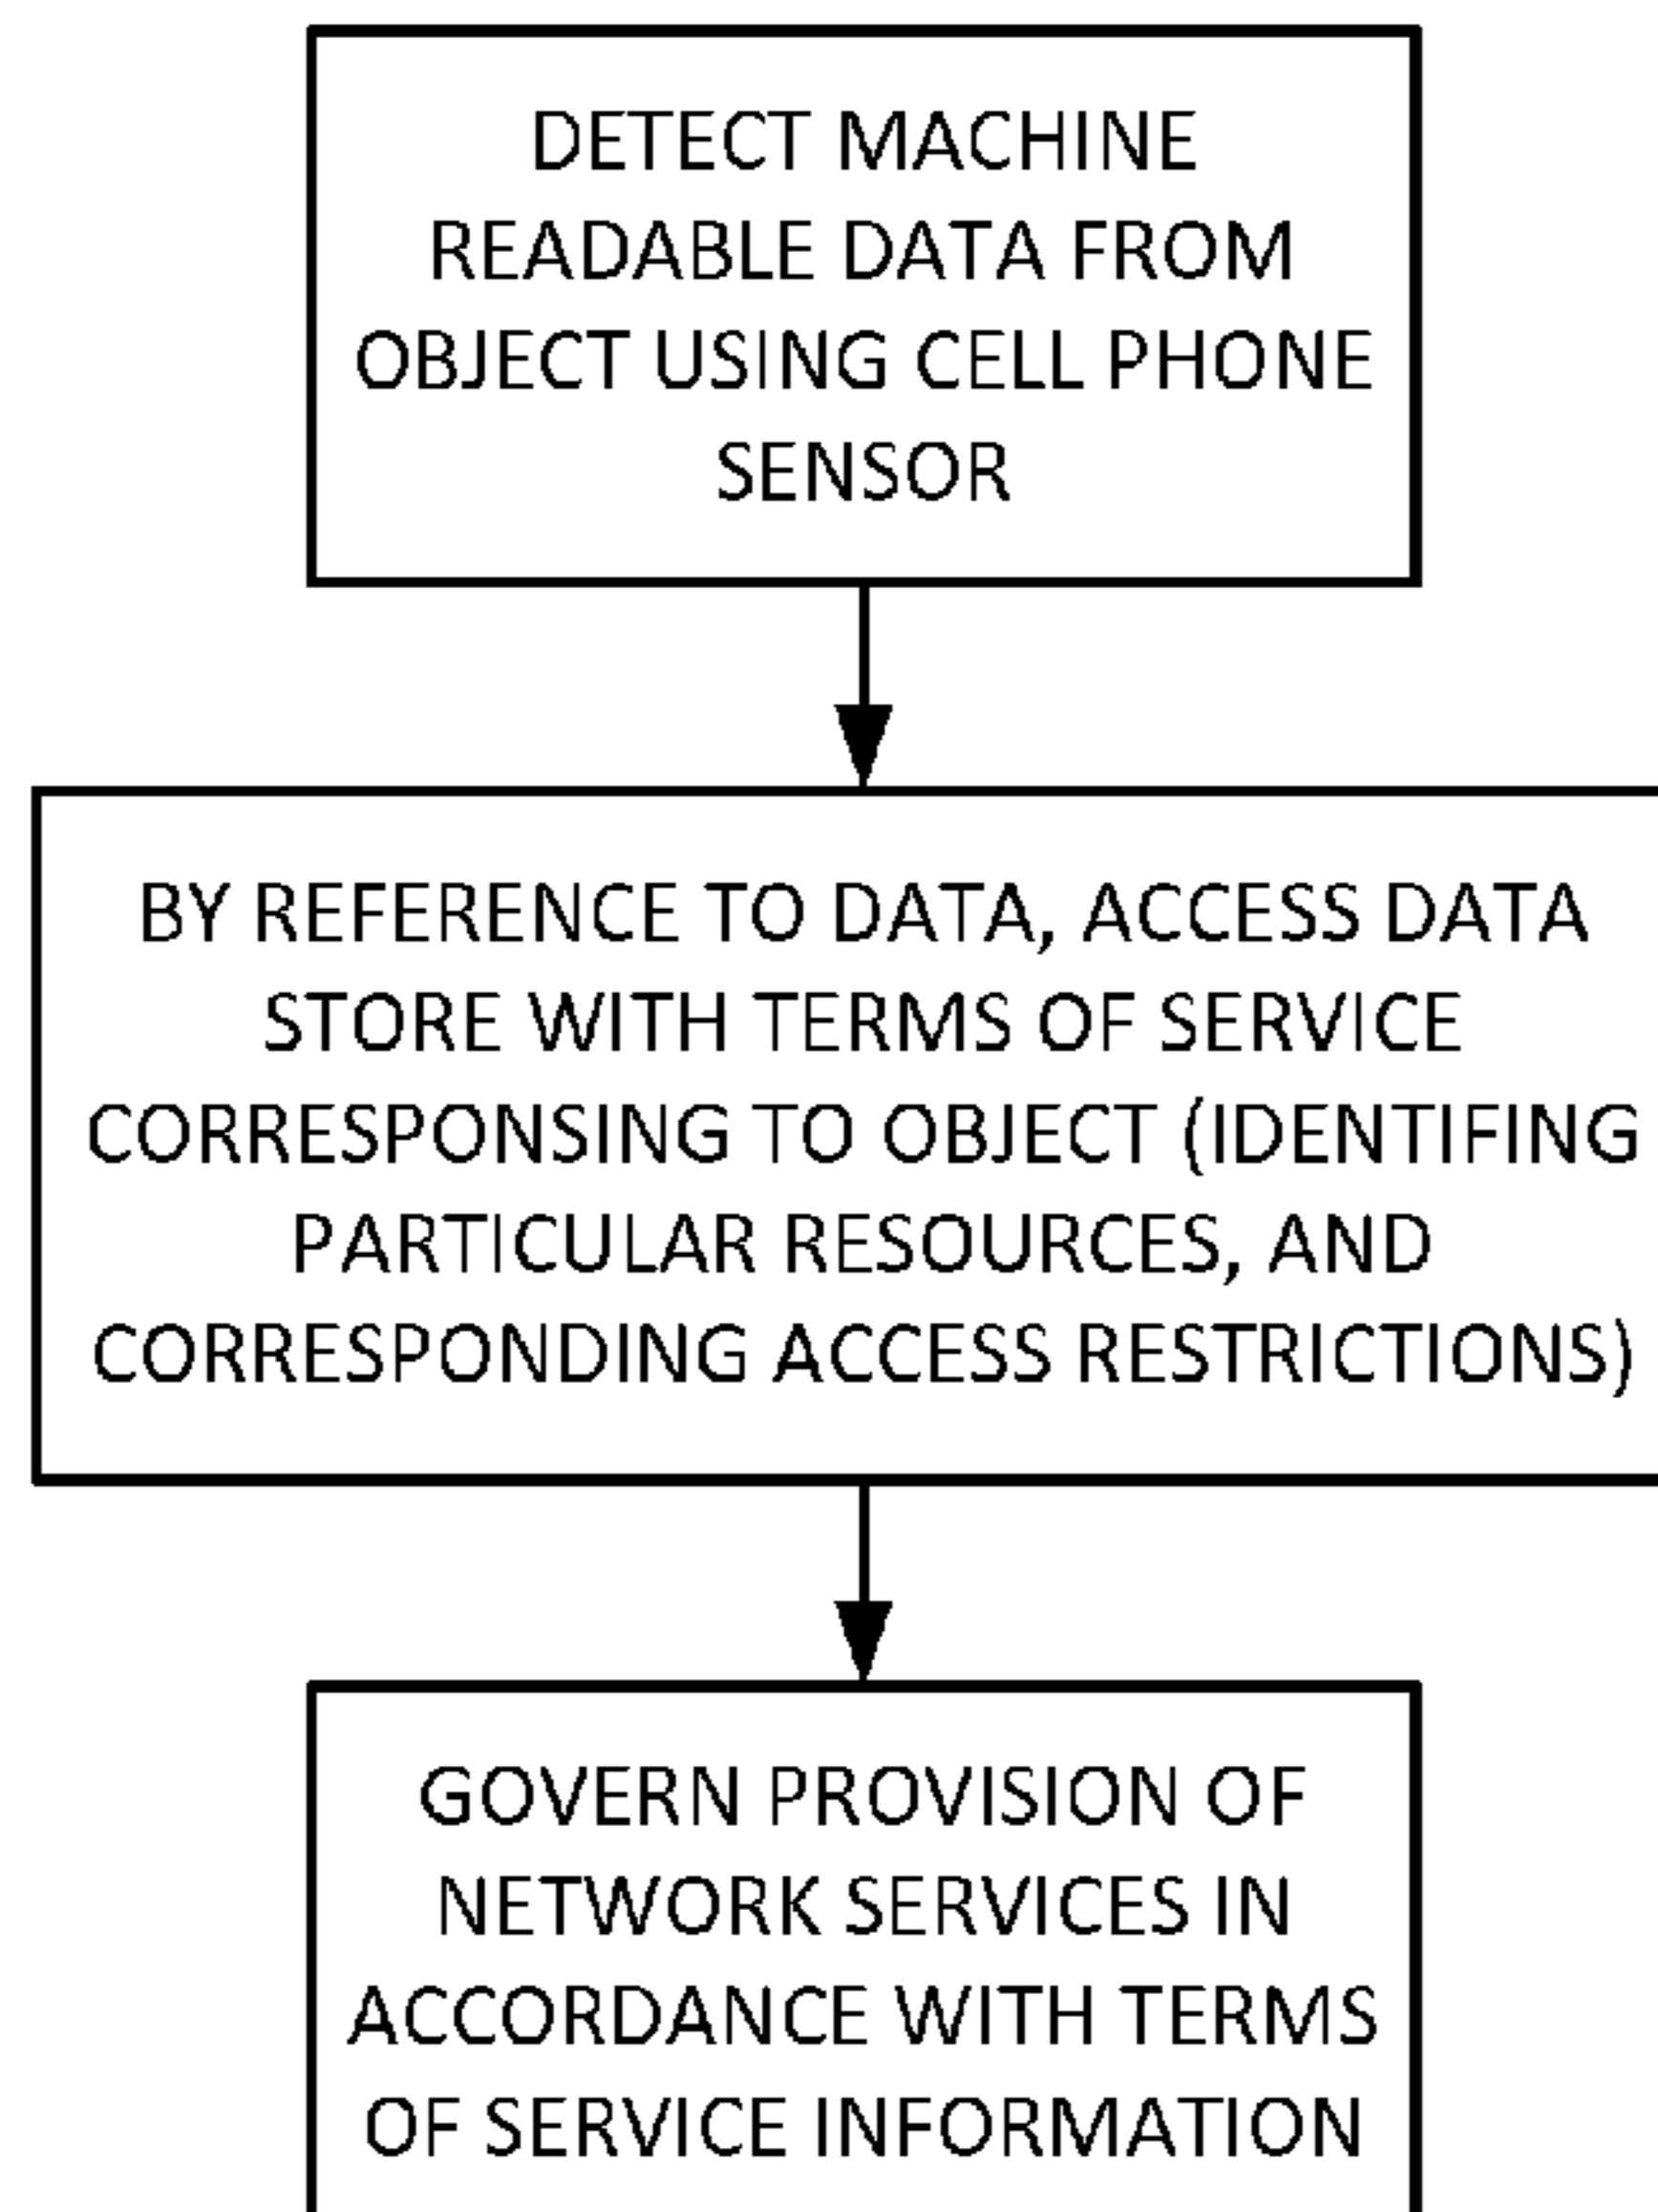 DETECT MACHINE
READABLE DATA FROM
OBJECT USING CELL PHONE
SENSOR
BY REFERENCE TO DATA, ACCESS DATA
STORE WITH TERMS OF SERVICE
CORRESPONSING TO OBJECT (IDENTIFING
PARTICULAR RESOURCES, AND
CORRESPONDING ACCESS RESTRICTIONS)
GOVERN PROVISION OF
NETWORK SERVICES IN
ACCORDANCE WITH TERMS
OF SERVICE INFORMATION